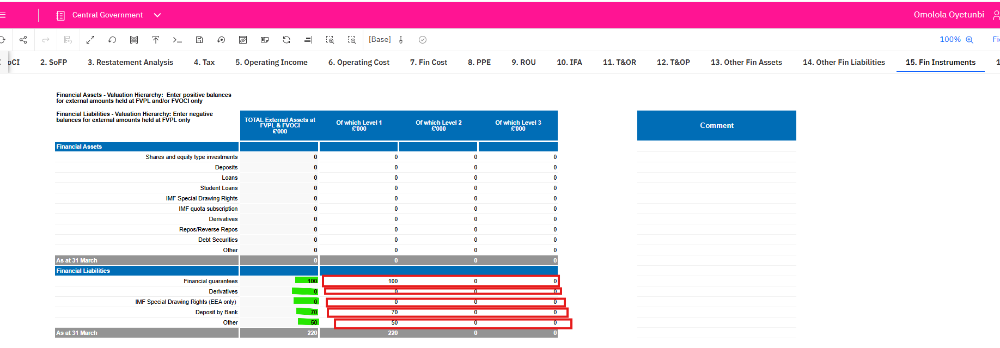 Central Government
Omolola Oyetunbi
[Base]
100%
2. SoFP 3. Restatement Analysis 4. Tax 5. Operating Income 6. Operating Cost 7. Fin Cost 8. PPE 9. ROU 10. IFA 11. T&OR 12. T&OP 13. Other Fin Assets 14. Other Fin Liabilities 15. Fin Instruments
Financial Assets - Valuation Hierarchy: Enter positive balances
for external amounts held at FVPL and/or FVOCI only
Financial Liabilities - Valuation Hierarchy: Enter negative
balances for external amounts held at FVPL only
TOTAL External Assets at
FVPL & FVOCI
£'000
Of which Level 1
£'000
Of which Level 2
£'000
Of which Level 3
£'000
Comment
Financial Assets
Shares and equity type investments 0 0 0 0
Deposits 0 0 0 0
Loans 0 0 0 0
Student Loans 0 0 0 0
IMF Special Drawing Rights 0 0 0 0
IMF quota subscription 0 0 0 0
Derivatives 0 0 0 0
Repos/Reverse Repos 0 0 0 0
Debt Securities 0 0 0 0
Other 0 0 0 0
As at 31 March 0 0 0 0
Financial Liabilities
Financial guarantees 100 100 0 0
Derivatives 0 0 0 0
IMF Special Drawing Rights (EEA only) 0 0 0 0
Deposit by Bank 70 70 0 0
Other 50 50 0 0
As at 31 March 220 220 0 0